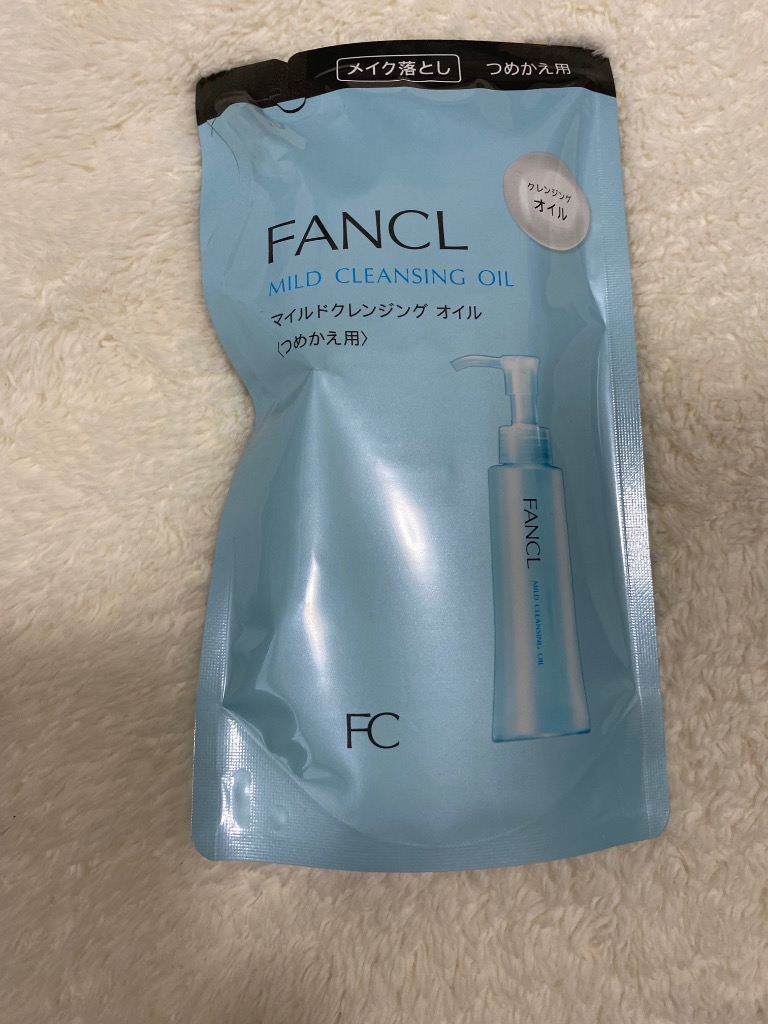 メイク落とし つめかえ用
クレンジング
オイル
FANCL
MILD CLEANSING OIL
マイルドクレンジング オイル
〈つめかえ用〉
FANCL
MILD CLEANSING OIL
FC